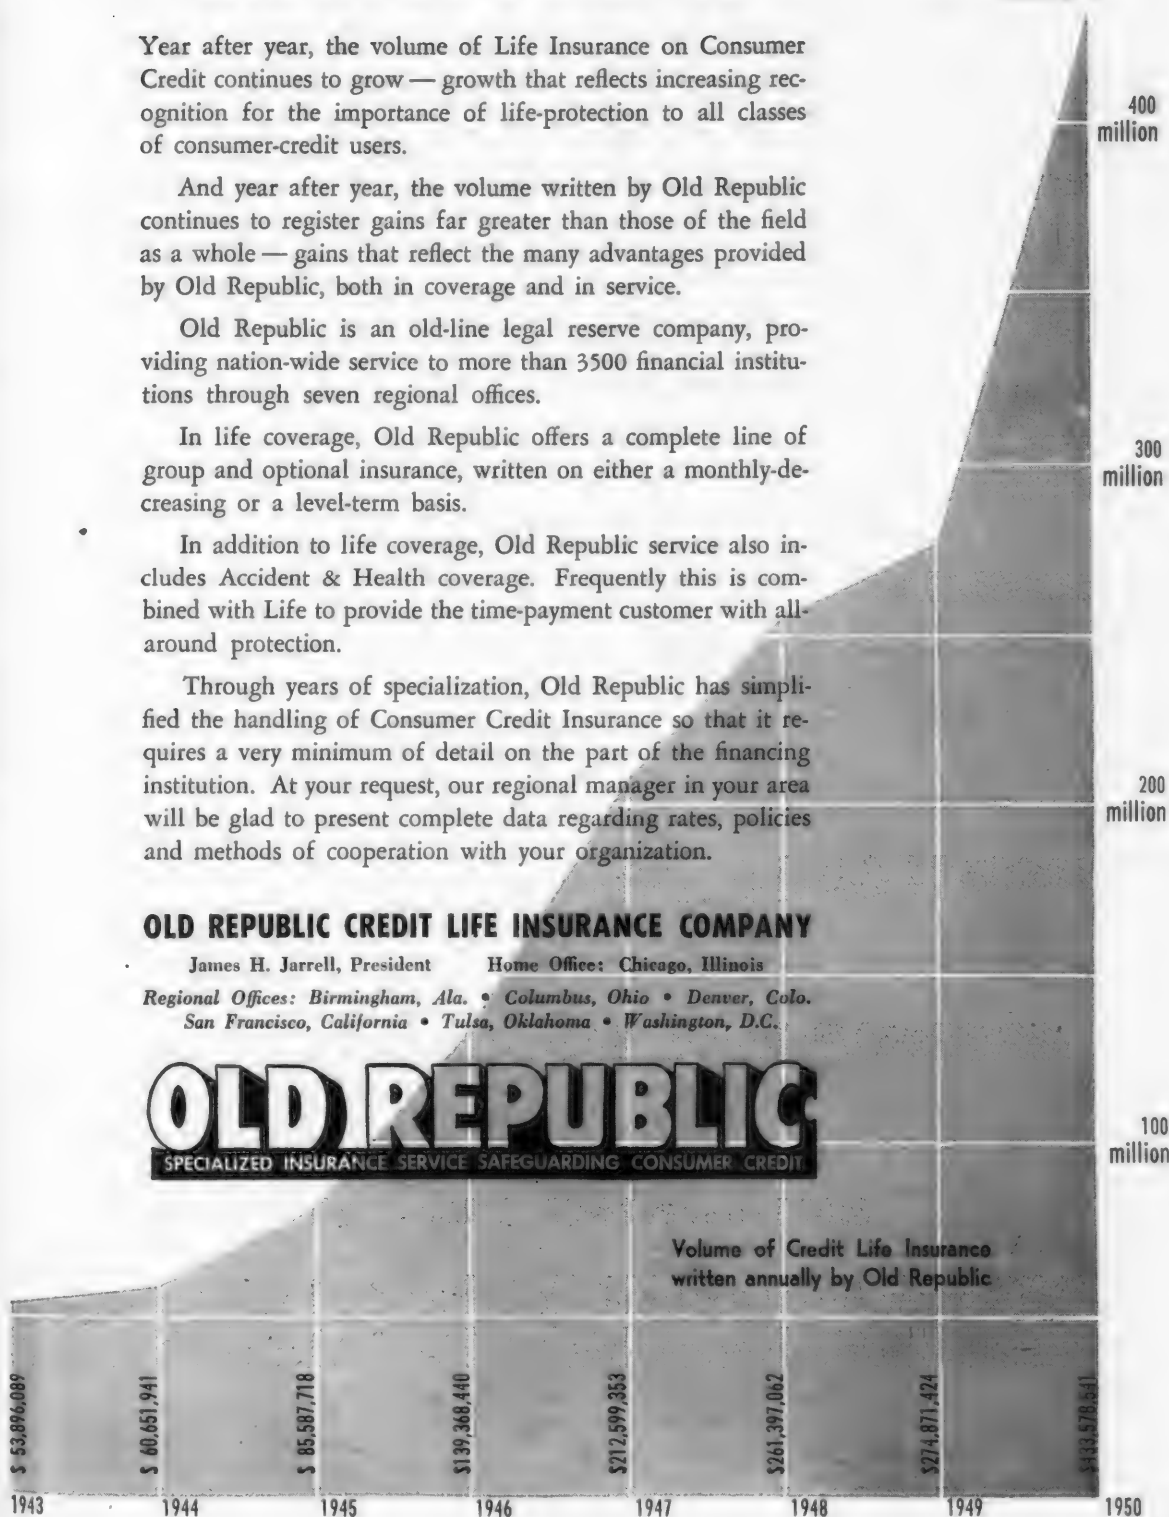 Year after year, the volume of Life Insurance on Consumer
Credit continues to grow — growth that reflects increasing rec-
ognition for the importance of life-protection to all classes
of consumer-credit users.
And year after year, the volume written by Old Republic
continues to register gains far greater than those of the field
as a whole — gains that reflect the many advantages provided
by Old Republic, both in coverage and in service.
Old Republic is an old-line legal reserve company, pro-
viding nation-wide service to more than 3500 financial institu-
tions through seven regional offices.
In life coverage, Old Republic offers a complete line of
group and optional insurance, written on either a monthly-de-
creasing or a level-term basis.
In addition to life coverage, Old Republic service also in-
cludes Accident & Health coverage. Frequently this is com-
bined with Life to provide the time-payment customer with all-
around protection.
Through years of specialization, Old Republic has simpli-
fied the handling of Consumer Credit Insurance so that it re-
quires a very minimum of detail on the part of the financing
institution. At your request, our regional manager in your area
will be glad to present complete data regarding rates, policies
and methods of cooperation with your organization.
OLD REPUBLIC CREDIT LIFE INSURANCE COMPANY
James H. Jarrell, President Home Office: Chicago, Illinois
Regional Offices: Birmingham, Ala. • Columbus, Ohio • Denver, Colo.
San Francisco, California • Tulsa, Oklahoma • Washington, D.C.
OLD REPUBLIC
SPECIALIZED INSURANCE SERVICE SAFEGUARDING CONSUMER CREDIT
400
million
300
million
200
million
100
million
Volume of Credit Life Insurance
written annually by Old Republic
$ 53,896,089
$ 60,651,941
$ 85,587,718
$139,368,440
$212,599,353
$261,397,062
$274,871,424
$433,578,541
1943 1944 1945 1946 1947 1948 1949 1950